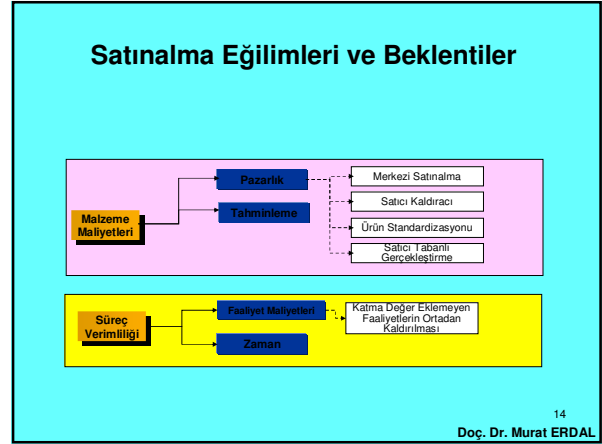 Satınalma Eğilimleri ve Beklentiler
Malzeme
Maliyetleri
Pazarlık
Tahminleme
Merkezi Satınalma
Satıcı Kaldıracı
Ürün Standardizasyonu
Satıcı Tabanlı
Gerçekleştirme
Süreç
Verimliliği
Faaliyet Maliyetleri
Zaman
Katma Değer Eklemeyen
Faaliyetlerin Ortadan
Kaldırılması
14
Doç. Dr. Murat ERDAL